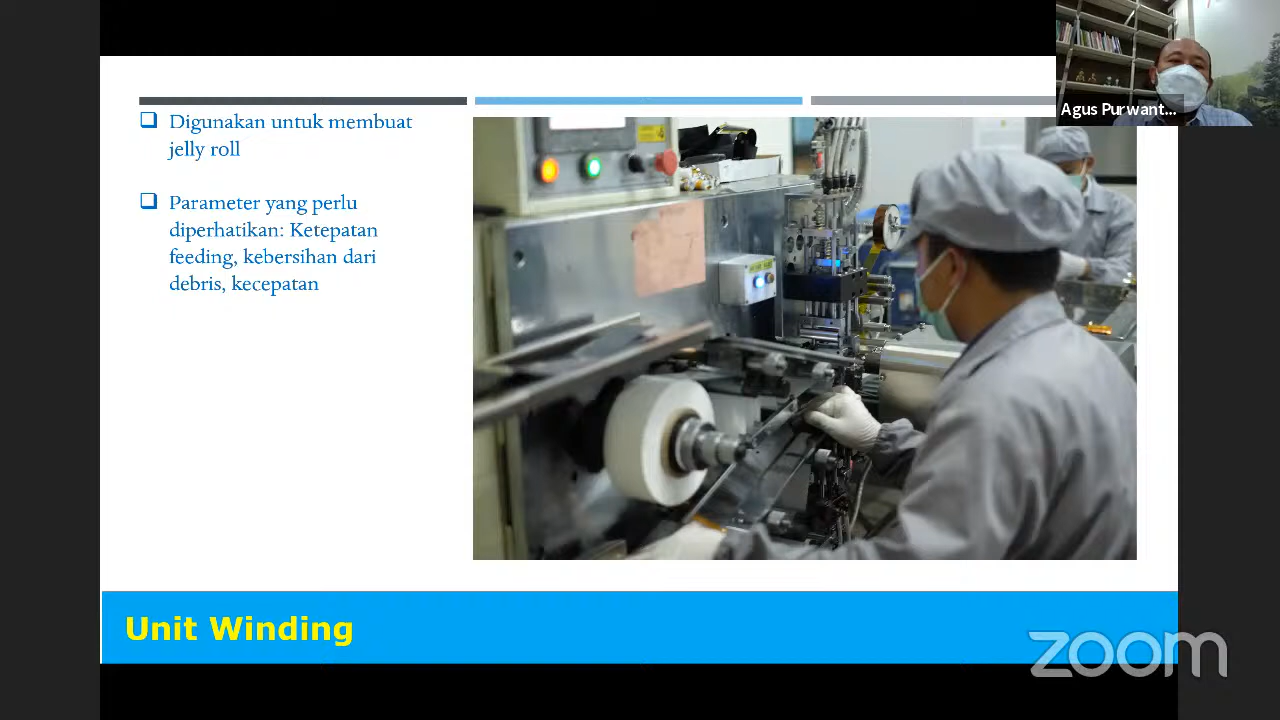 Agus Purwant...
Digunakan untuk membuat
jelly roll
Parameter yang perlu
diperhatikan: Ketepatan
feeding, kebersihan dari
debris, kecepatan
Unit Winding
zoom